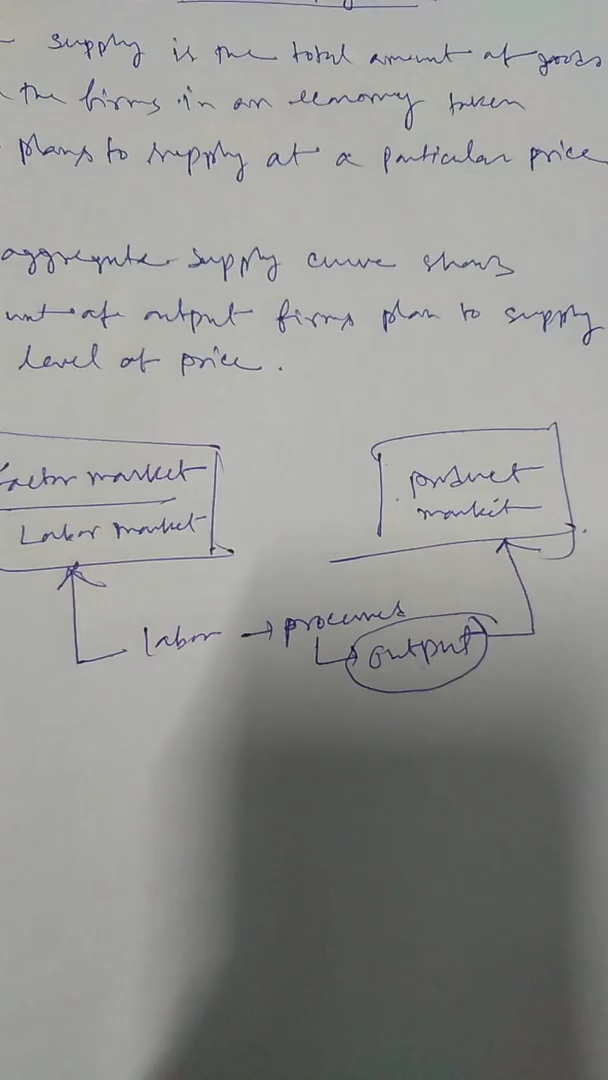 supply is the total amount of goods
the firms in an economy taken
plans to supply at a particular price
aggregate supply curve shows
unt of output firms plan to supply
level of price.
factor market
Labor market
product
market
labor → processes
output